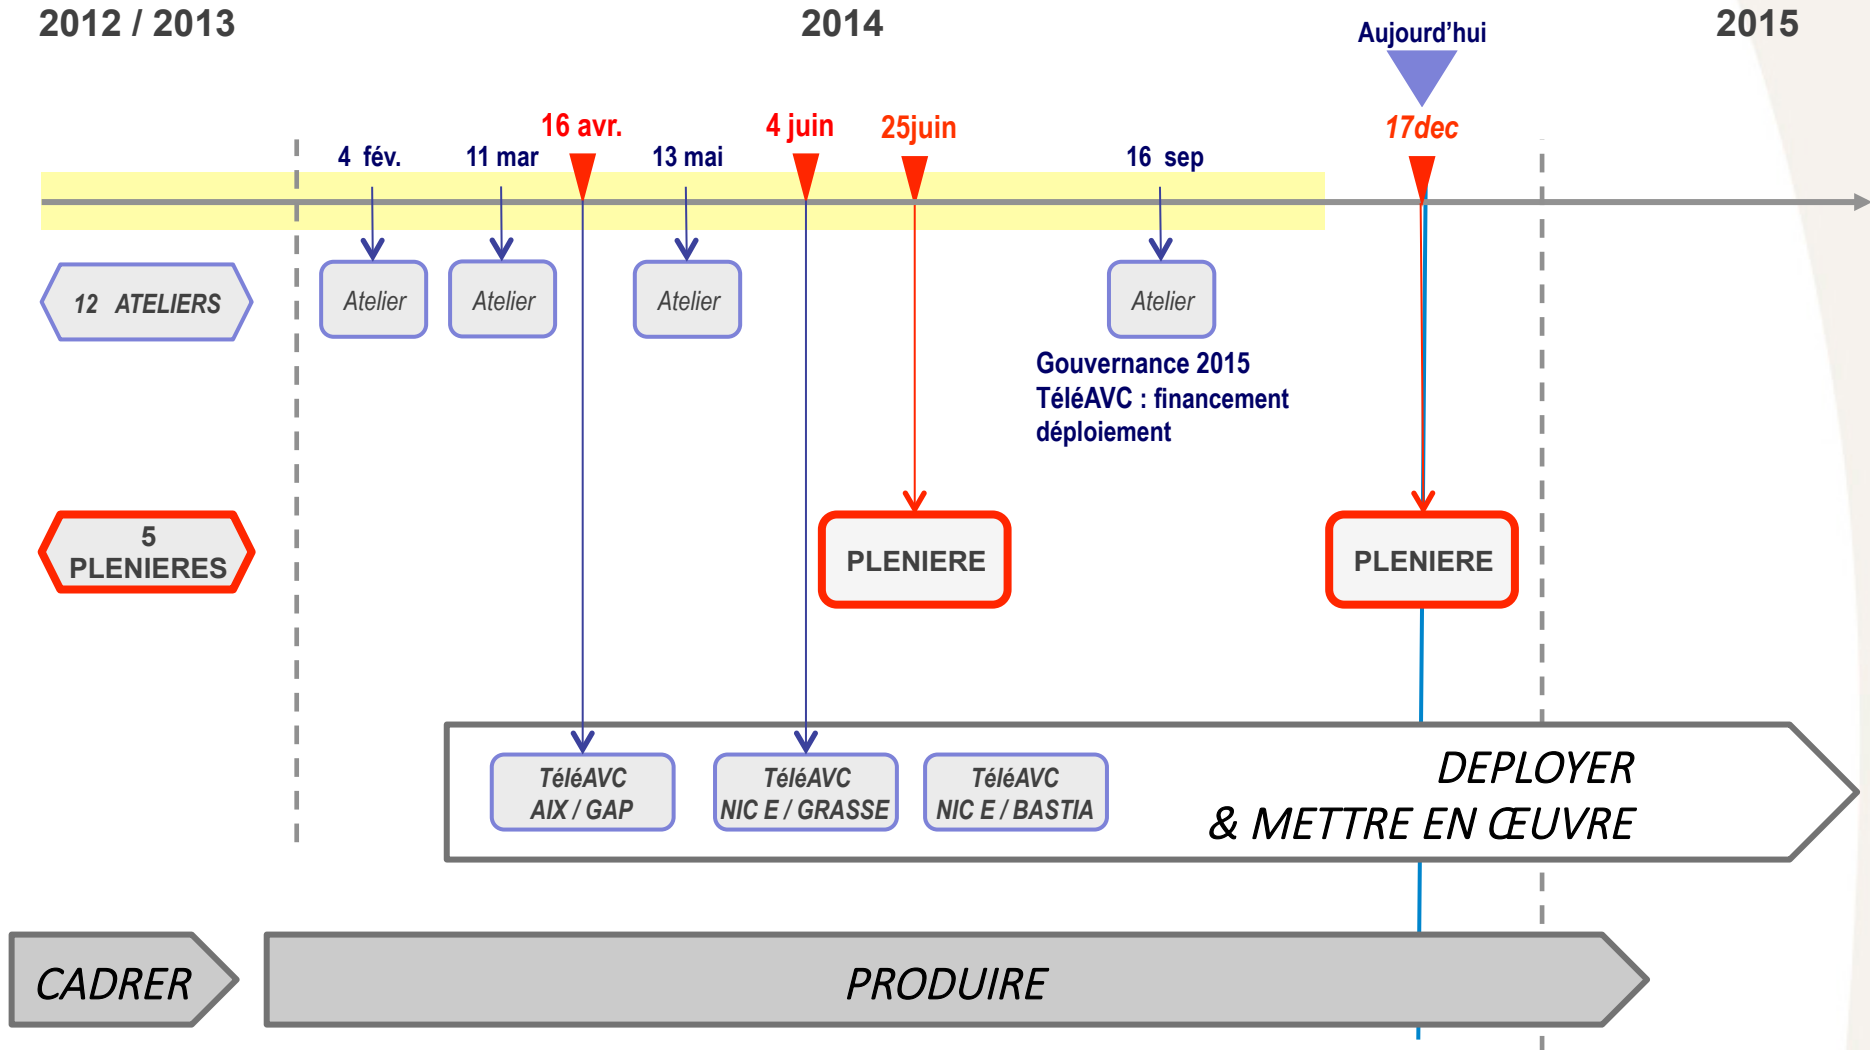 2012 / 2013
2014
2015
Aujourd'hui
16 avr.
4 juin
25juin
17dec
4 fév.
11 mar
13 mai
16 sep
12 ATELIERS
Atelier
Atelier
Atelier
Atelier
Gouvernance 2015
TéléAVC : financement
déploiement
5
PLENIERES
PLENIERE
PLENIERE
TéléAVC
AIX / GAP
TéléAVC
NIC E / GRASSE
TéléAVC
NIC E / BASTIA
DEPLOYER
& METTRE EN ŒUVRE
CADRER
PRODUIRE